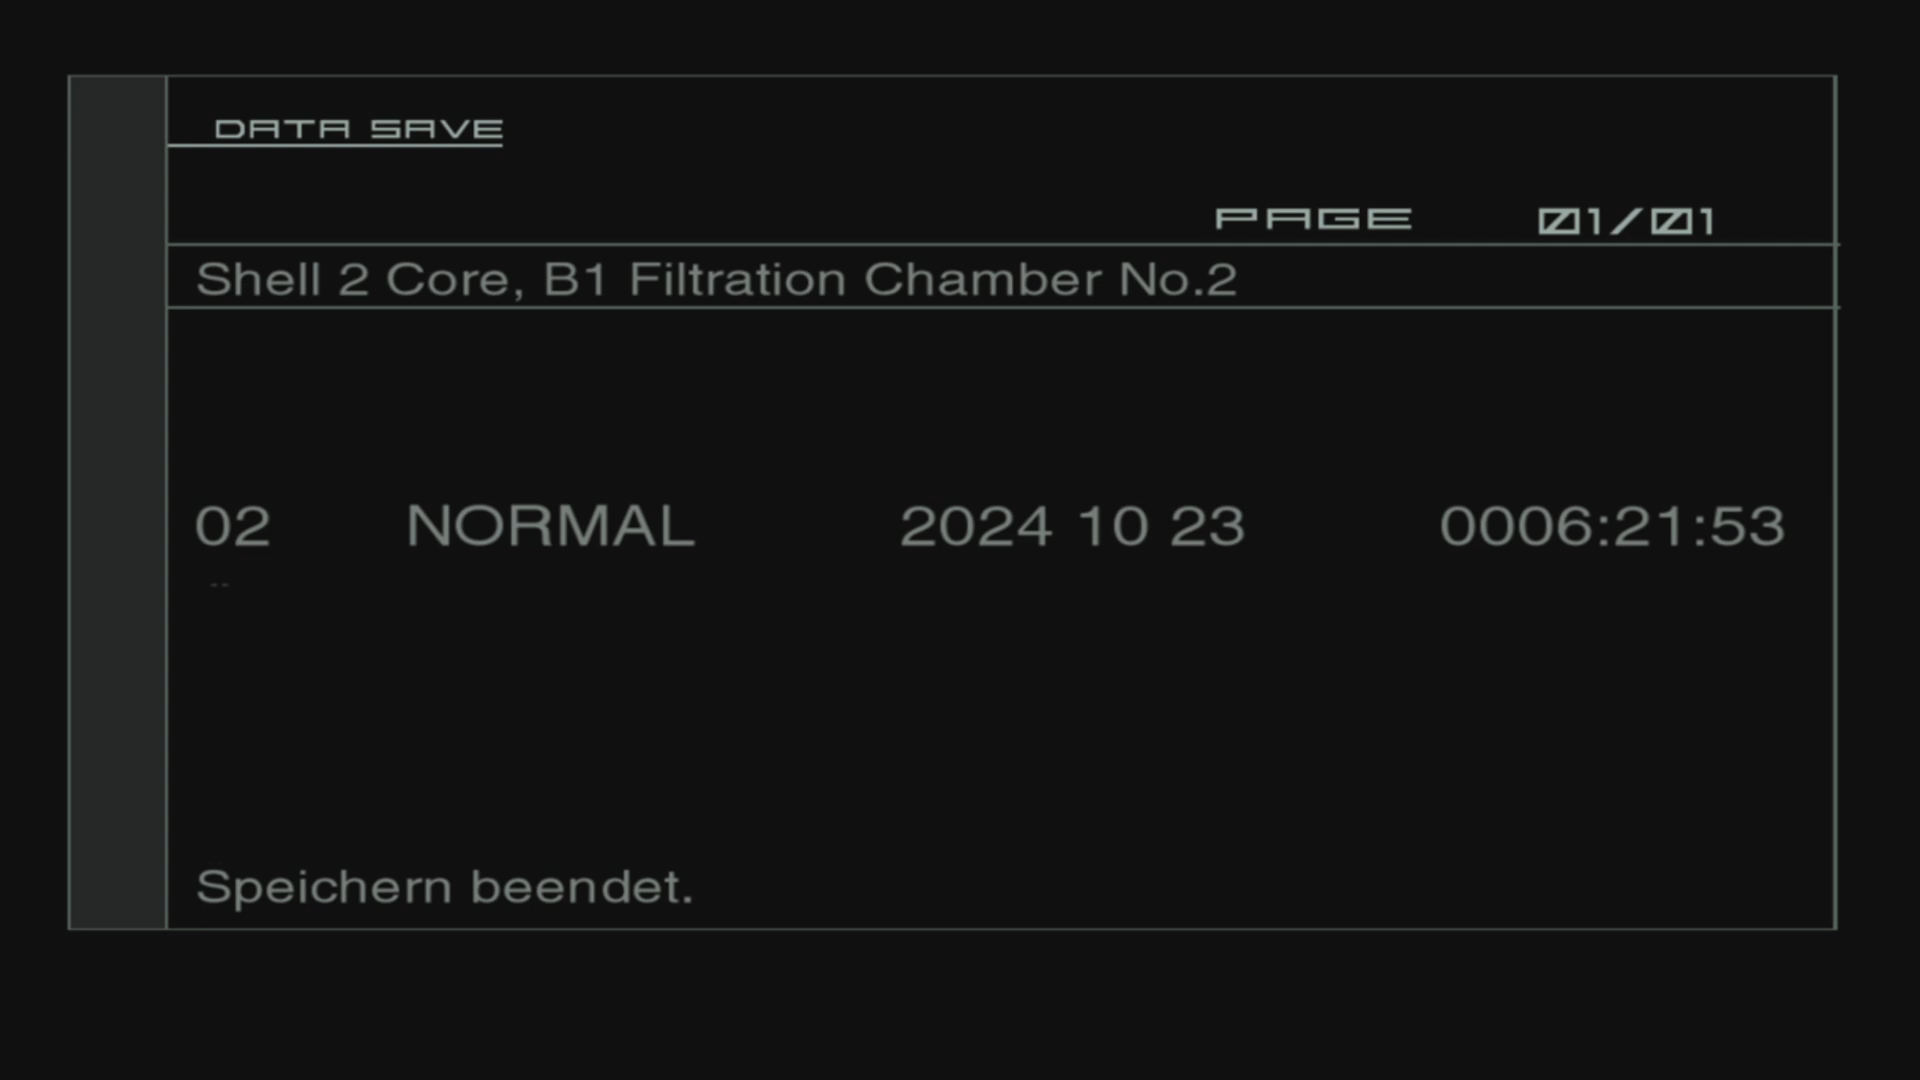 DATA SAVE
PAGE 01/01
Shell 2 Core, B1 Filtration Chamber No.2
02 NORMAL 2024 10 23 0006:21:53
--
Speichern beendet.